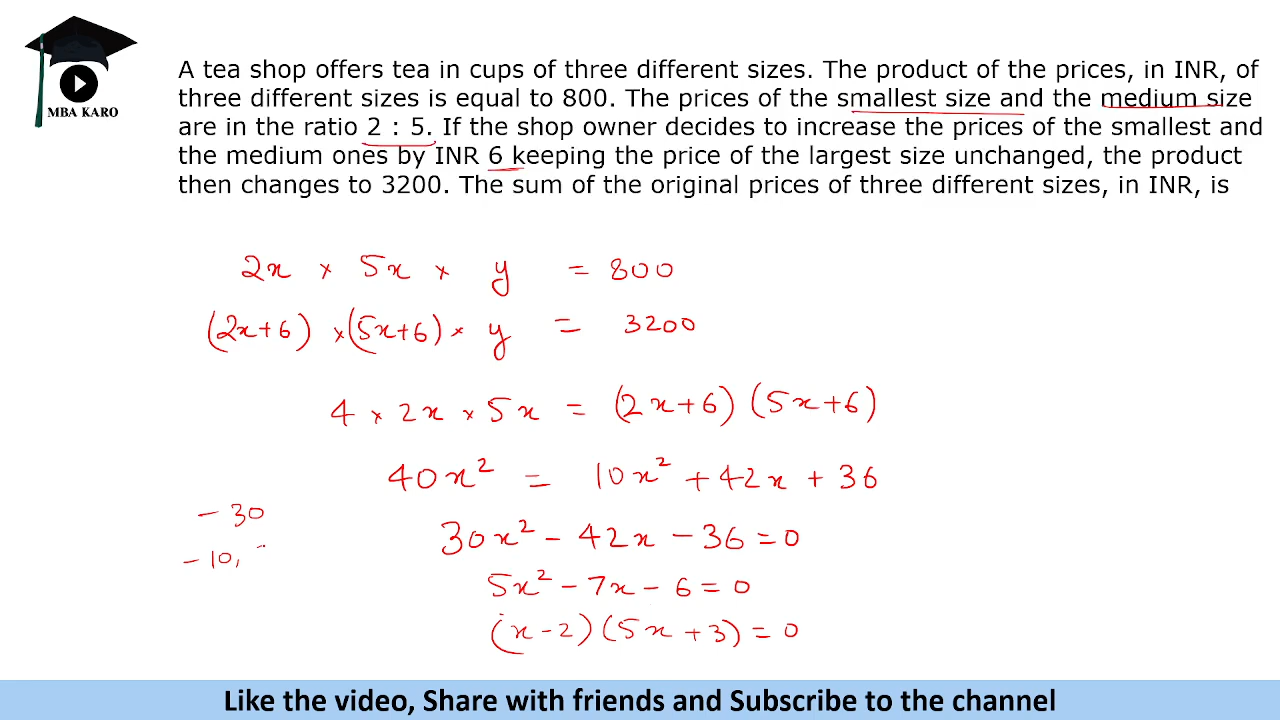 MBA KARO
A tea shop offers tea in cups of three different sizes. The product of the prices, in INR, of
three different sizes is equal to 800. The prices of the smallest size and the medium size
are in the ratio 2 : 5. If the shop owner decides to increase the prices of the smallest and
the medium ones by INR 6 keeping the price of the largest size unchanged, the product
then changes to 3200. The sum of the original prices of three different sizes, in INR, is
2x × 5x × y = 800
(2x+6) × (5x+6) × y = 3200
4 × 2x × 5x = (2x+6) (5x+6)
40x² = 10x² + 42x + 36
- 30
30x² - 42x - 36 = 0
- 10,
5x² - 7x - 6 = 0
(x-2) (5x+3) = 0
Like the video, Share with friends and Subscribe to the channel